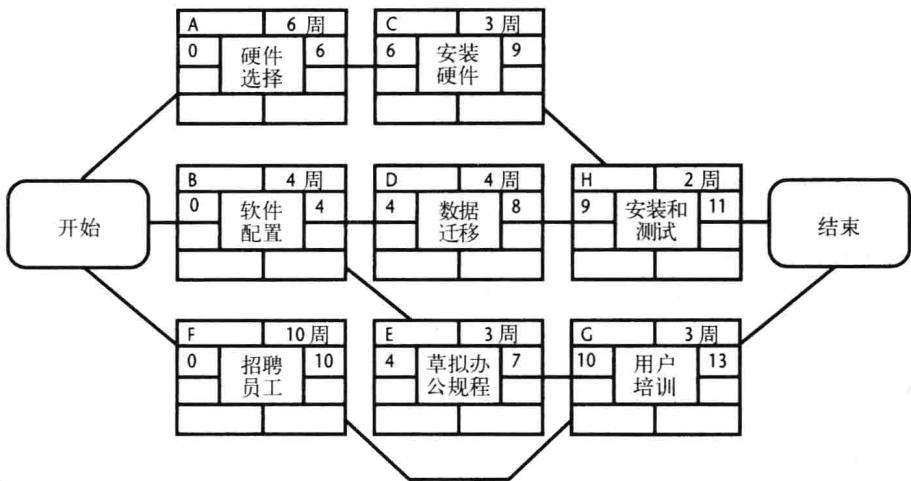 A 6 周
0 硬件 6
选择
C 3 周
6 安装 9
硬件
开始
B 4 周
0 软件 4
配置
D 4 周
4 数据 8
迁移
H 2 周
9 安装和 11
测试
结束
F 10 周
0 招聘 10
员工
E 3 周
4 草拟办 7
公规程
G 3 周
10 用户 13
培训